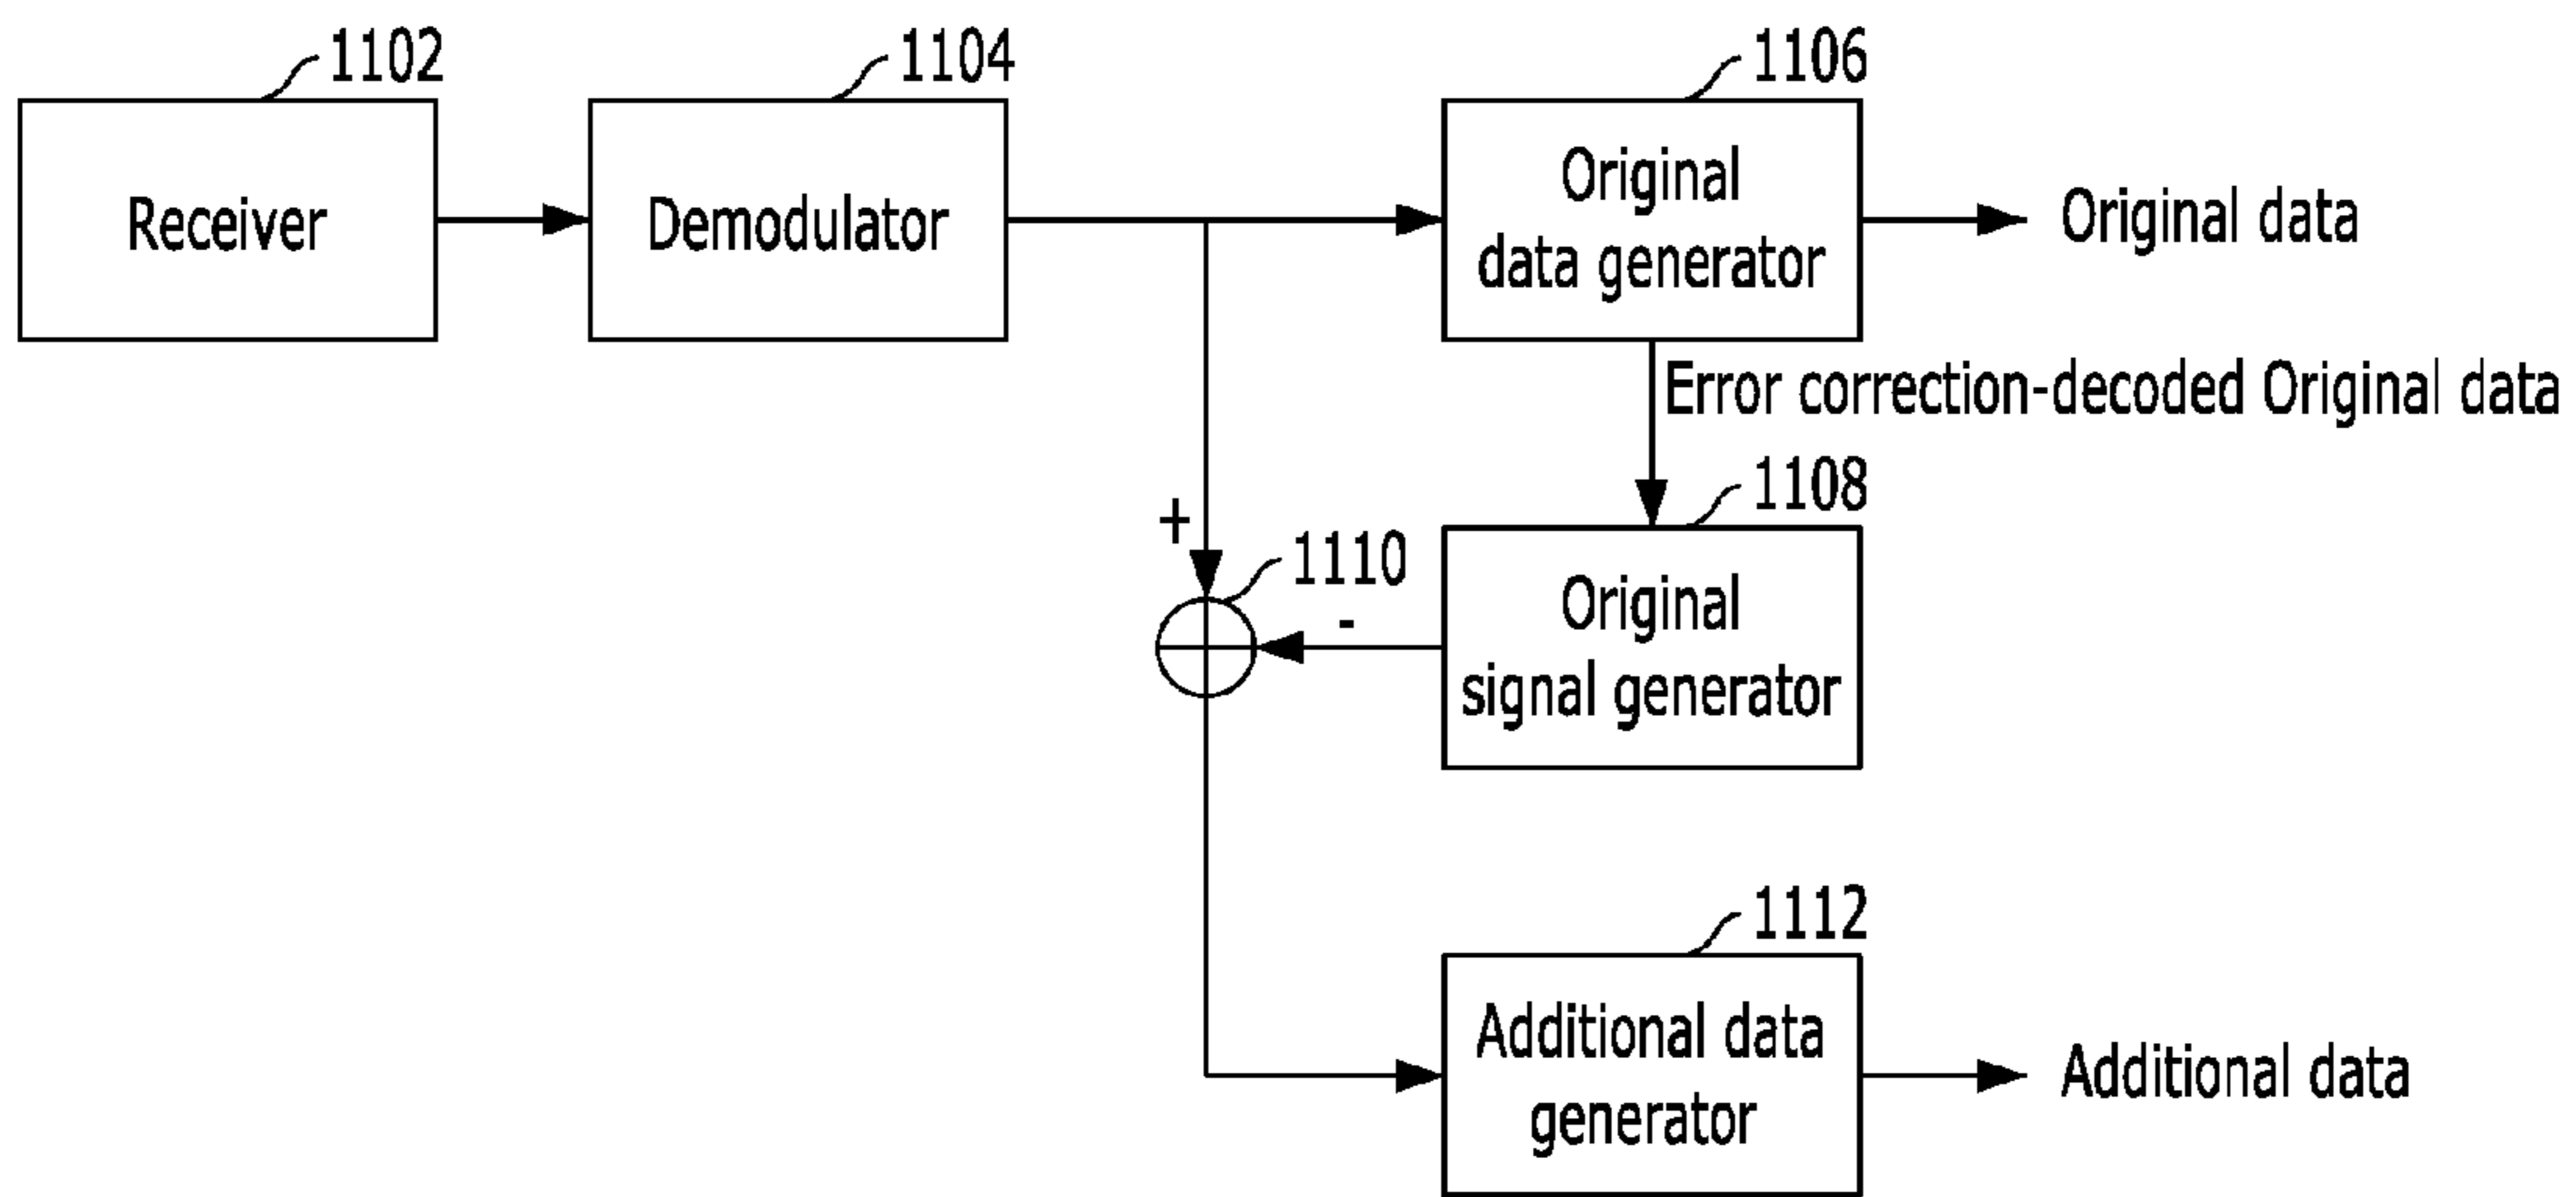 1102
1104
1106
Receiver
Demodulator
Original
data generator
Original data
Error correction-decoded Original data
1108
+
1110
-
Original
signal generator
1112
Additional data
generator
Additional data